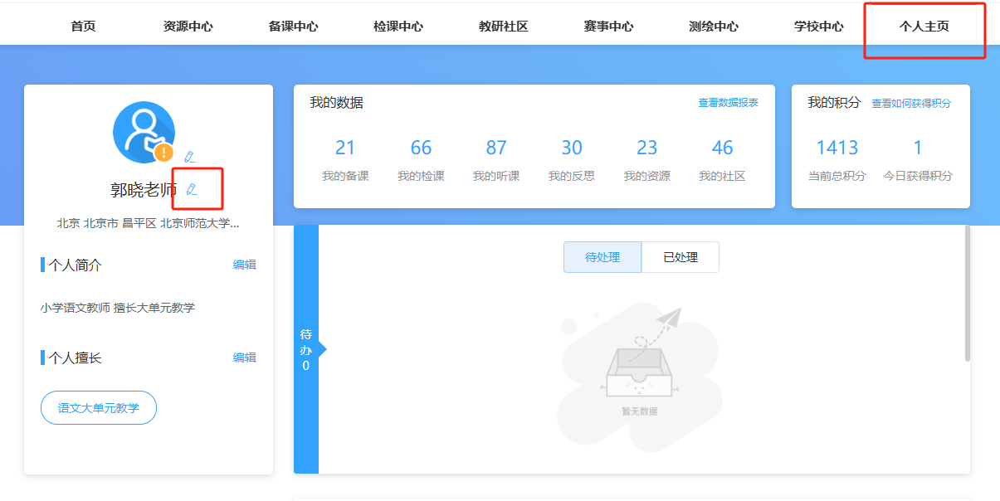 首页 资源中心 备课中心 检课中心 教研社区 赛事中心 测绘中心 学校中心 个人主页
郭晓老师
北京 北京市 昌平区 北京师范大学...
个人简介 编辑
小学语文教师 擅长大单元教学
个人擅长 编辑
语文大单元教学
我的数据 查看数据报表
21 66 87 30 23 46
我的备课 我的检课 我的听课 我的反思 我的资源 我的社区
我的积分 查看如何获得积分
1413 1
当前总积分 今日获得积分
待
办
0
待处理 已处理
暂无数据